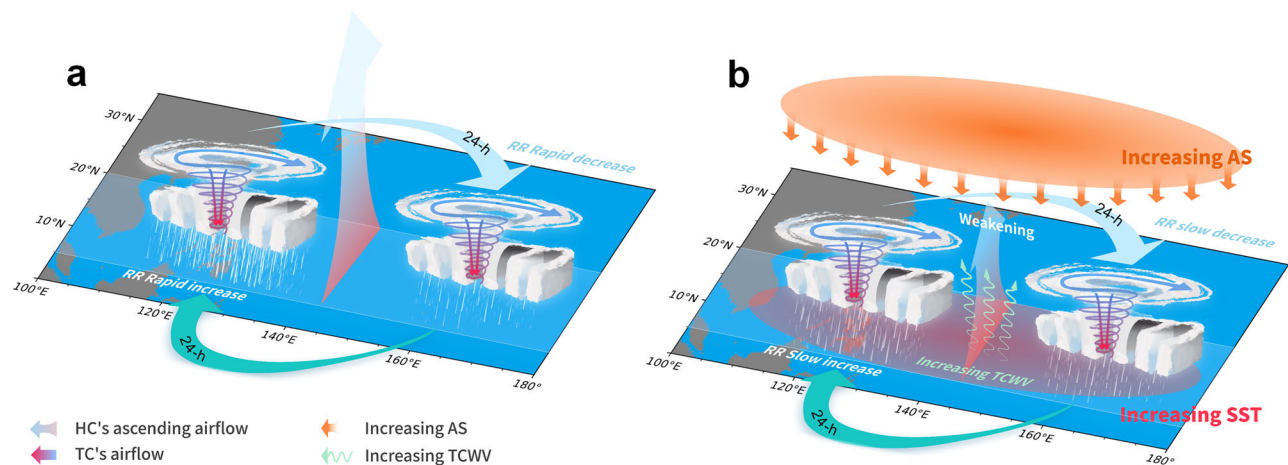 a
30°N
20°N
10°N
100°E
120°E
140°E
160°E
180°
24-h
RR Rapid decrease
RR Rapid increase
24-h
HC's ascending airflow
TC's airflow
Increasing AS
Increasing TCWV
b
Increasing AS
30°N
20°N
10°N
100°E
120°E
140°E
160°E
180°
24-h
RR slow decrease
Weakening
RR Slow increase
Increasing TCWV
24-h
Increasing SST